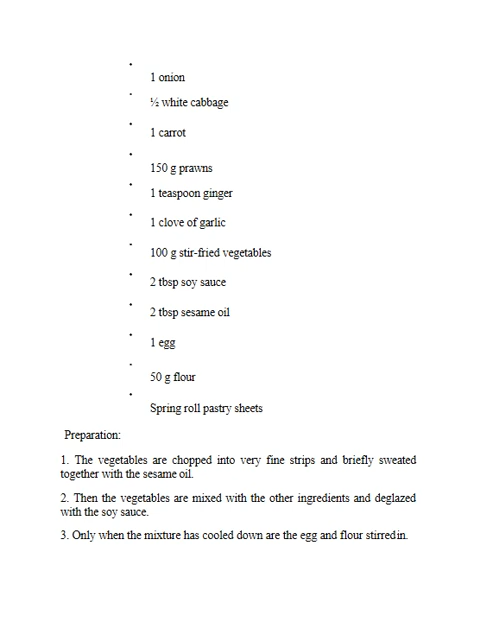 1 onion
½ white cabbage
1 carrot
150 g prawns
1 teaspoon ginger
1 clove of garlic
100 g stir-fried vegetables
2 tbsp soy sauce
2 tbsp sesame oil
1 egg
50 g flour
Spring roll pastry sheets
Preparation:
1. The vegetables are chopped into very fine strips and briefly sweated
together with the sesame oil.
2. Then the vegetables are mixed with the other ingredients and deglazed
with the soy sauce.
3. Only when the mixture has cooled down are the egg and flour stirredin.